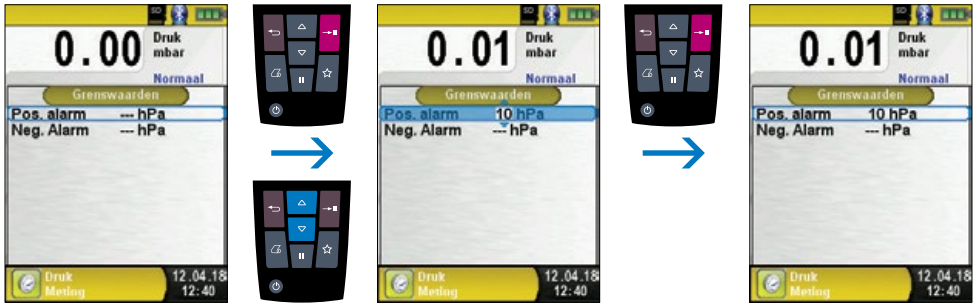 SD
0.00 Druk
mbar
Normaal
Grenswaarden
Pos. alarm --- hPa
Neg. Alarm --- hPa
Druk 12.04.18
Meting 12:40
SD
0.01 Druk
mbar
Normaal
Grenswaarden
Pos. alarm 10 hPa
Neg. Alarm --- hPa
Druk 12.04.18
Meting 12:40
SD
0.01 Druk
mbar
Normaal
Grenswaarden
Pos. alarm 10 hPa
Neg. Alarm --- hPa
Druk 12.04.18
Meting 12:40